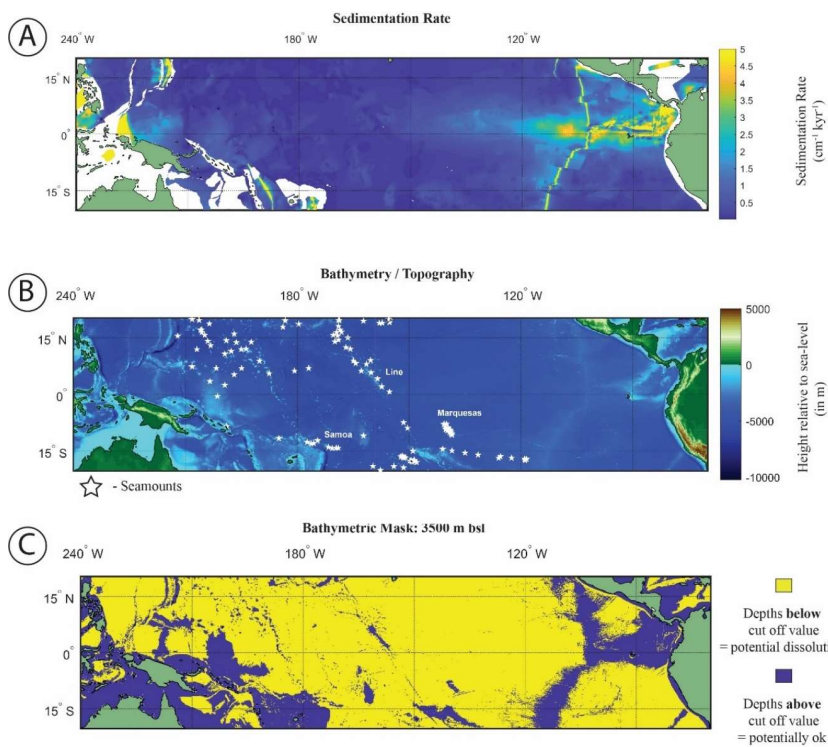 A
Sedimentation Rate
240° W
180° W
120° W
15° N
0°
15° S
5
4.5
4
3.5
3
2.5
2
1.5
1
0.5
Sedimentation Rate
(cm⁻¹ kyr⁻¹)
B
Bathymetry / Topography
240° W
180° W
120° W
15° N
0°
15° S
Line
Marquesas
Samoa
5000
0
-5000
-10000
Height relative to sea-level
(in m)
- Seamounts
C
Bathymetric Mask: 3500 m bsl
240° W
180° W
120° W
15° N
0°
15° S
Depths below
cut off value
= potential dissoluti
Depths above
cut off value
= potentially ok